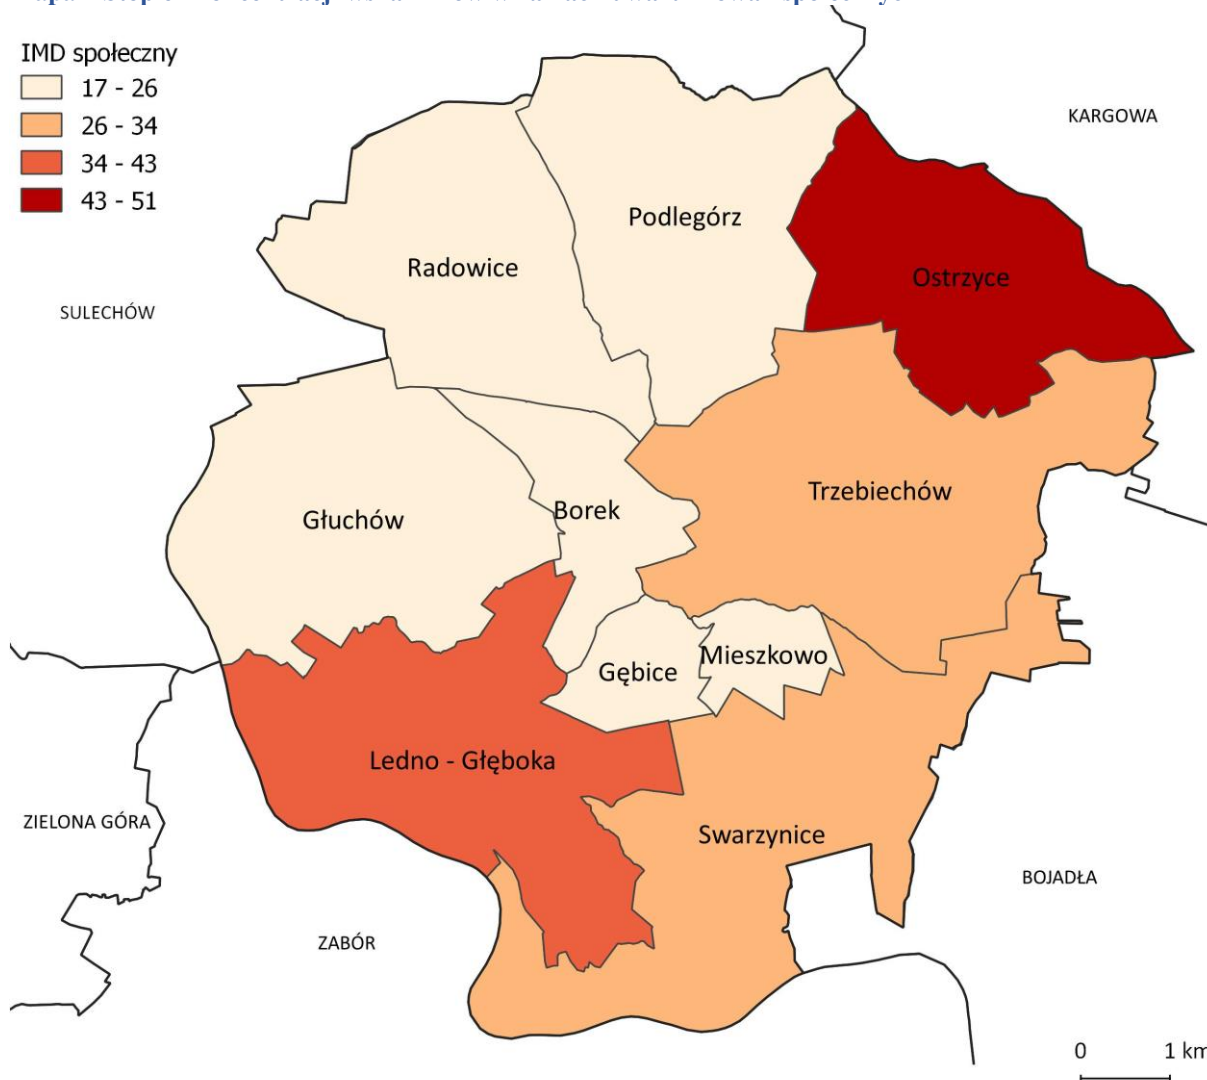 IMD społeczny
17 - 26
26 - 34
34 - 43
43 - 51
KARGOWA
Podlegórz
Radowice
Ostrzyce
SULECHÓW
Trzebiechów
Borek
Głuchów
Mieszkowo
Gębice
Ledno - Głęboka
ZIELONA GÓRA
Swarzynice
BOJADŁA
ZABÓR
0 1 km